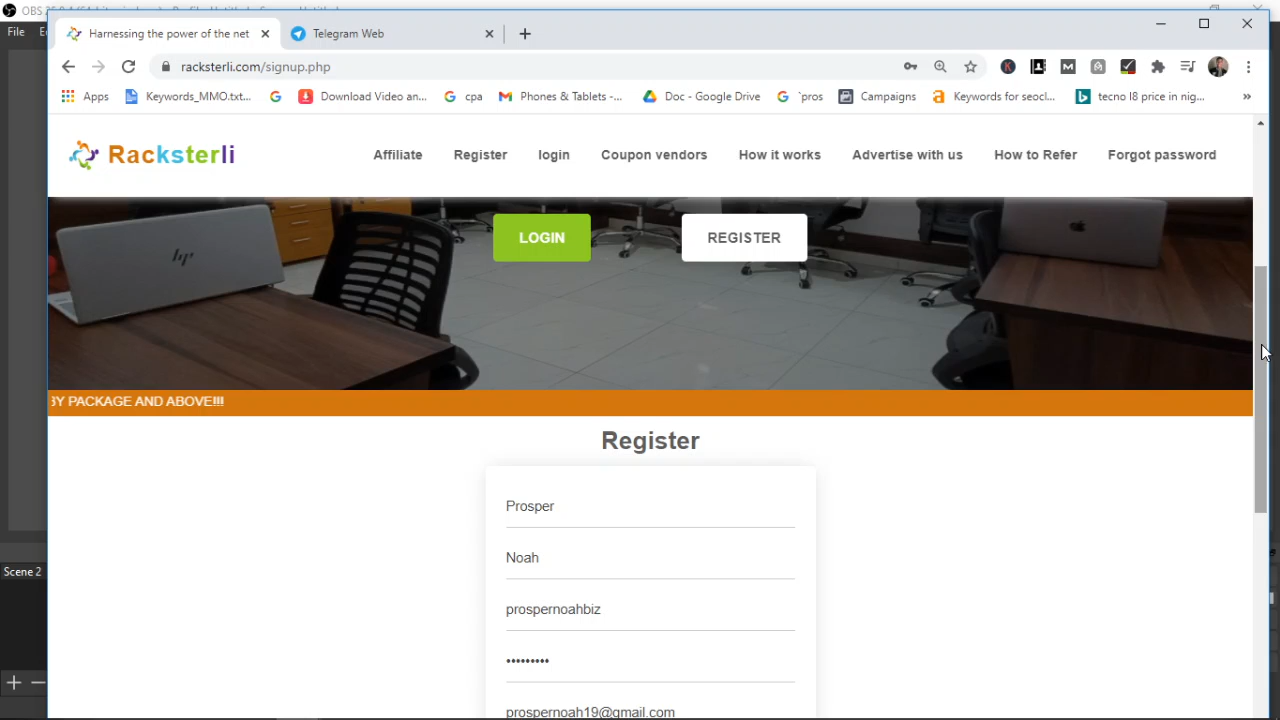 OBS
File
Harnessing the power of the net
Telegram Web
racksterli.com/signup.php
Apps
Keywords_MMO.txt...
Download Video an...
cpa
Phones & Tablets -...
Doc - Google Drive
`pros
Campaigns
Keywords for seocl...
tecno l8 price in nig...
»
Racksterli
Affiliate
Register
login
Coupon vendors
How it works
Advertise with us
How to Refer
Forgot password
hp
LOGIN
REGISTER
BY PACKAGE AND ABOVE!!!
Register
Prosper
Noah
prospernoahbiz
•••••••••
prospernoah19@gmail.com
Scene 2